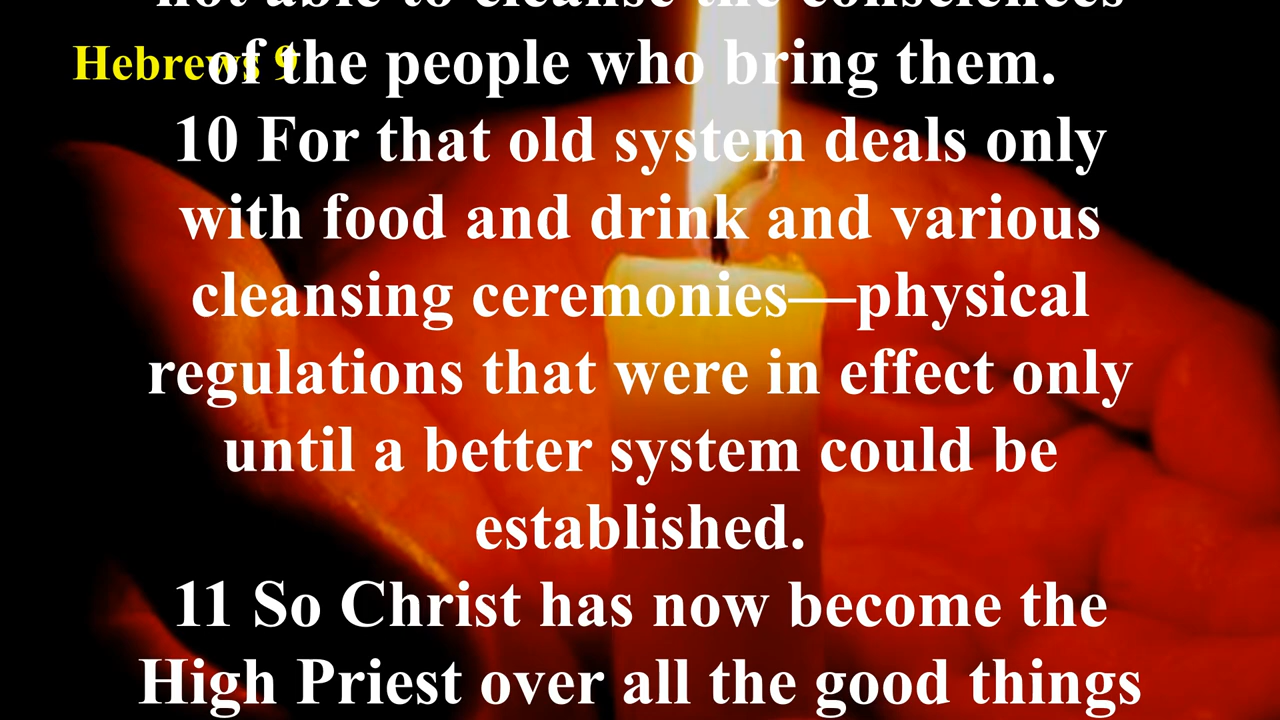 not able to cleanse the consciences
Hebrews 9
of the people who bring them.
10 For that old system deals only
with food and drink and various
cleansing ceremonies—physical
regulations that were in effect only
until a better system could be
established.
11 So Christ has now become the
High Priest over all the good things